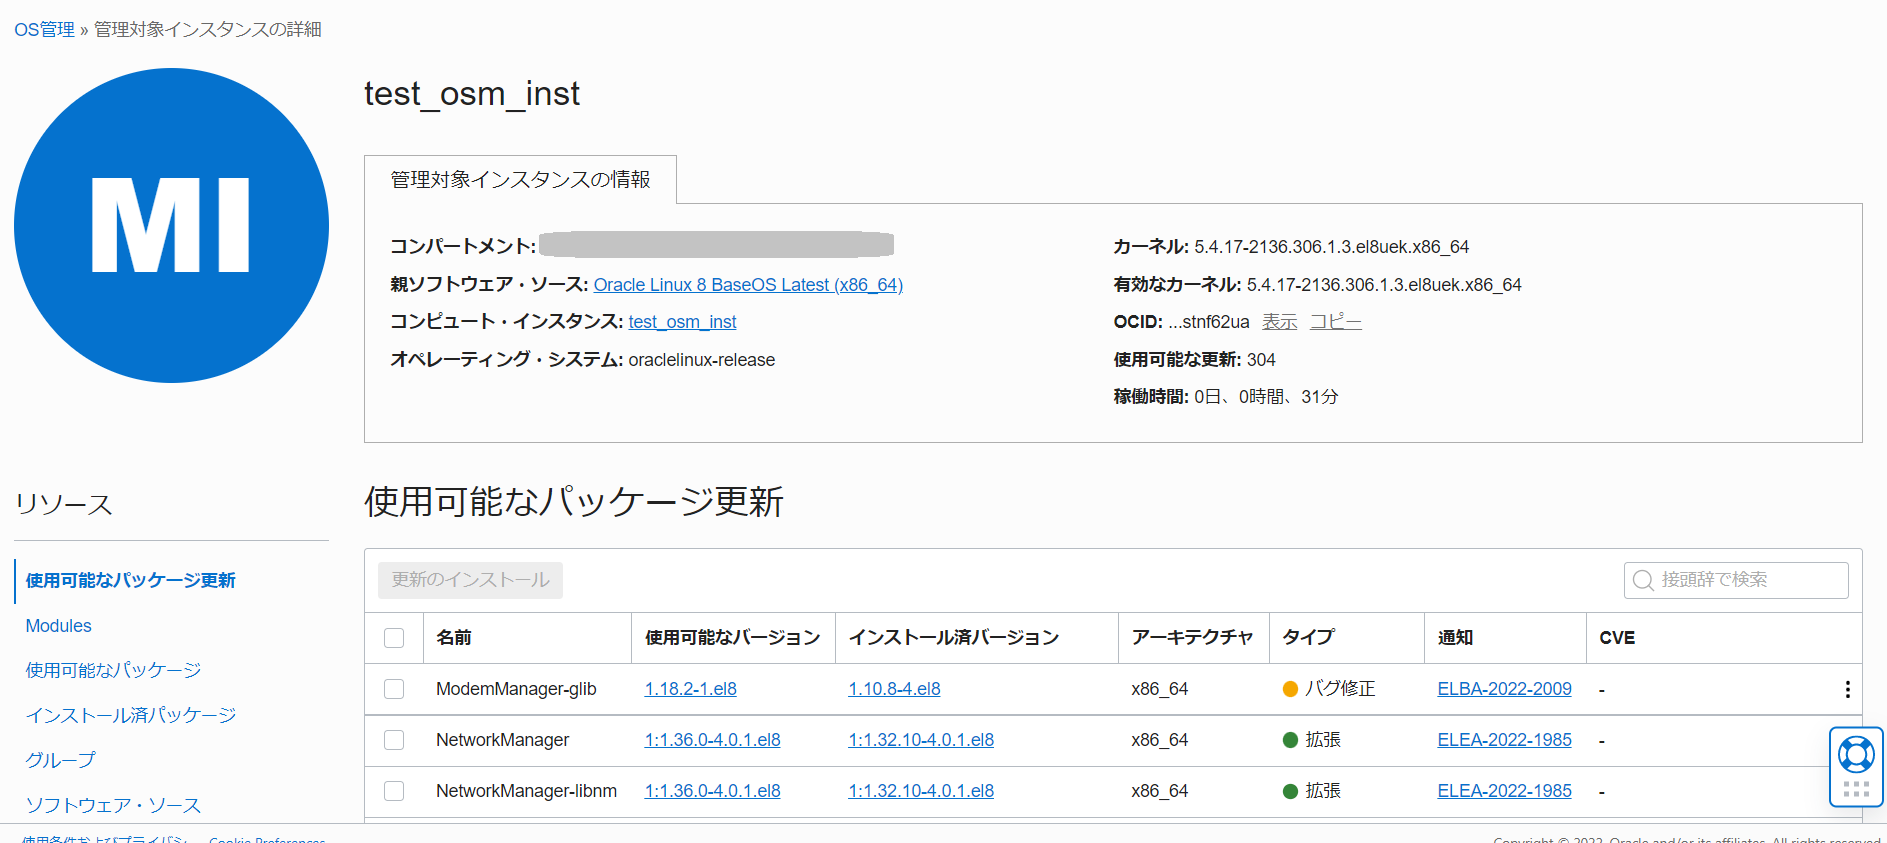 OS管理 » 管理対象インスタンスの詳細
MI
test_osm_inst
管理対象インスタンスの情報
コンパートメント:
親ソフトウェア・ソース: Oracle Linux 8 BaseOS Latest (x86_64)
コンピュート・インスタンス: test_osm_inst
オペレーティング・システム: oraclelinux-release
カーネル: 5.4.17-2136.306.1.3.el8uek.x86_64
有効なカーネル: 5.4.17-2136.306.1.3.el8uek.x86_64
OCID: ...stnf62ua 表示 コピー
使用可能な更新: 304
稼働時間: 0日、0時間、31分
リソース
使用可能なパッケージ更新
Modules
使用可能なパッケージ
インストール済パッケージ
グループ
ソフトウェア・ソース
使用可能なパッケージ更新
更新のインストール
接頭辞で検索
名前 使用可能なバージョン インストール済バージョン アーキテクチャ タイプ 通知 CVE
ModemManager-glib 1.18.2-1.el8 1.10.8-4.el8 x86_64 バグ修正 ELBA-2022-2009 -
NetworkManager 1:1.36.0-4.0.1.el8 1:1.32.10-4.0.1.el8 x86_64 拡張 ELEA-2022-1985 -
NetworkManager-libnm 1:1.36.0-4.0.1.el8 1:1.32.10-4.0.1.el8 x86_64 拡張 ELEA-2022-1985 -
使用条件およびプライバシー Cookie Preferences
Copyright © 2022, Oracle and/or its affiliates. All rights reserved.